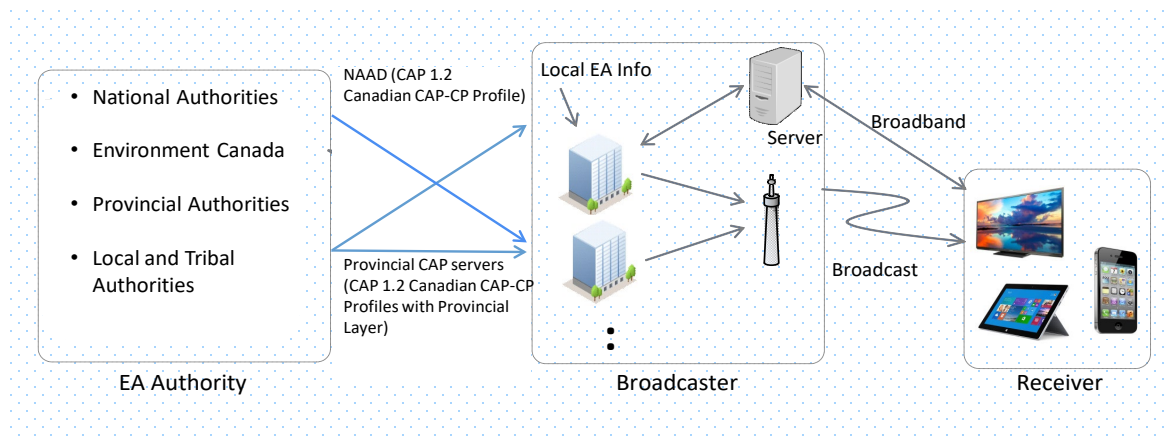 • National Authorities
• Environment Canada
• Provincial Authorities
• Local and Tribal
Authorities
EA Authority
NAAD (CAP 1.2
Canadian CAP-CP Profile)
Provincial CAP servers
(CAP 1.2 Canadian CAP-CP
Profiles with Provincial
Layer)
Local EA Info
Server
:
Broadcaster
Broadband
Broadcast
Receiver